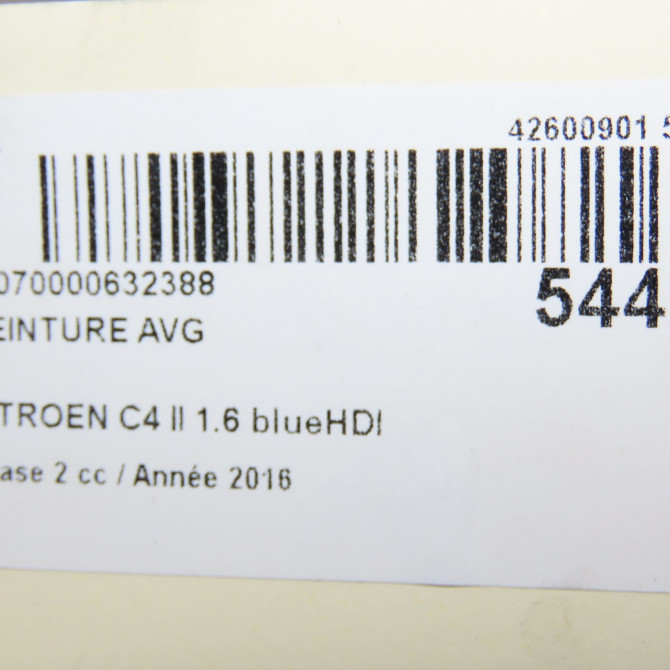 42600901 5
070000632388
544
EINTURE AVG
TROEN C4 II 1.6 blueHDI
ase 2 cc / Année 2016